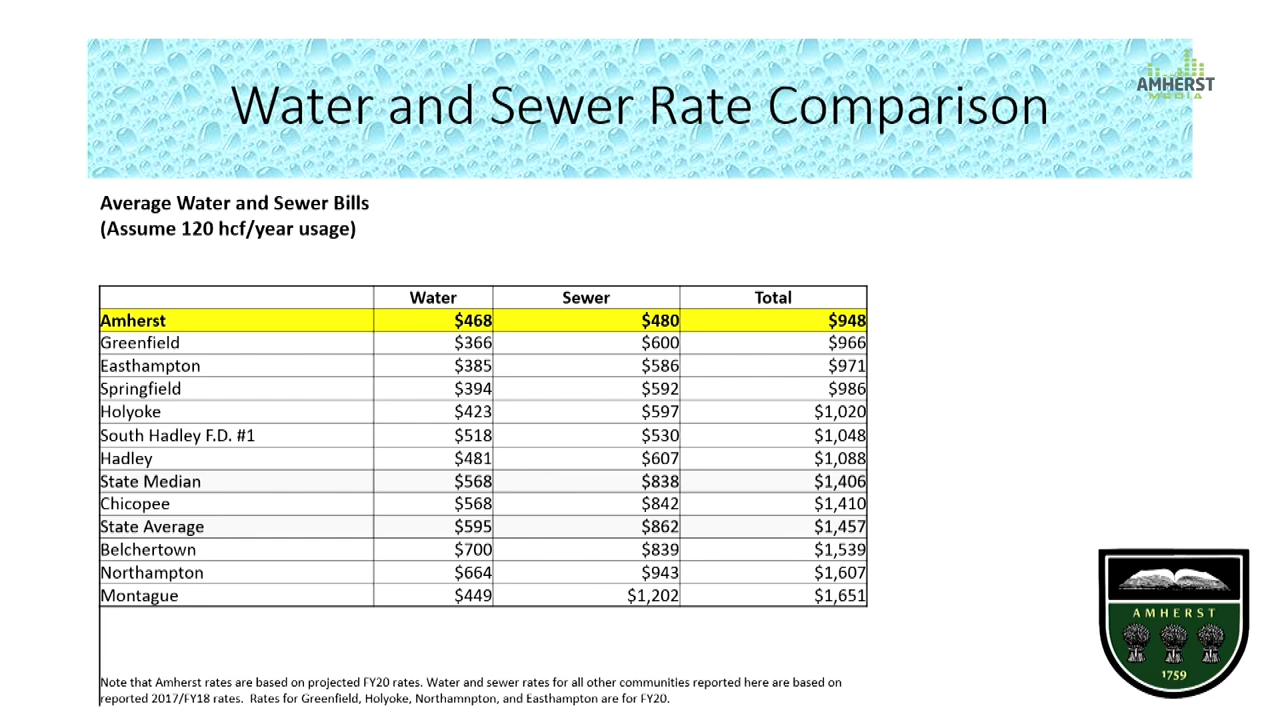 Water and Sewer Rate Comparison
AMHERST
MEDIA
Average Water and Sewer Bills
(Assume 120 hcf/year usage)
Water Sewer Total
Amherst $468 $480 $948
Greenfield $366 $600 $966
Easthampton $385 $586 $971
Springfield $394 $592 $986
Holyoke $423 $597 $1,020
South Hadley F.D. #1 $518 $530 $1,048
Hadley $481 $607 $1,088
State Median $568 $838 $1,406
Chicopee $568 $842 $1,410
State Average $595 $862 $1,457
Belchertown $700 $839 $1,539
Northampton $664 $943 $1,607
Montague $449 $1,202 $1,651
AMHERST
1759
Note that Amherst rates are based on projected FY20 rates. Water and sewer rates for all other communities reported here are based on
reported 2017/FY18 rates. Rates for Greenfield, Holyoke, Northamnpton, and Easthampton are for FY20.